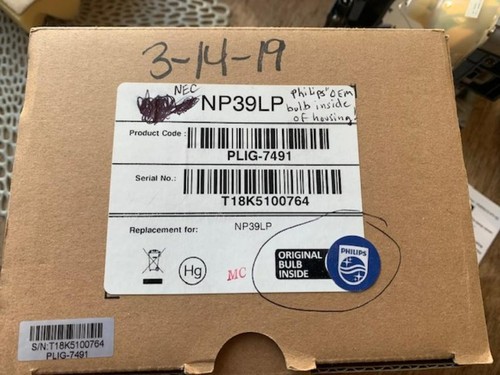 3-14-19
NEC
NP39LP
philips OEM
bulb inside
of housing
Product Code :
PLIG-7491
Serial No.:
T18K5100764
Replacement for: NP39LP
Hg
MC
ORIGINAL
BULB
INSIDE
PHILIPS
S/N:T18K5100764
PLIG-7491